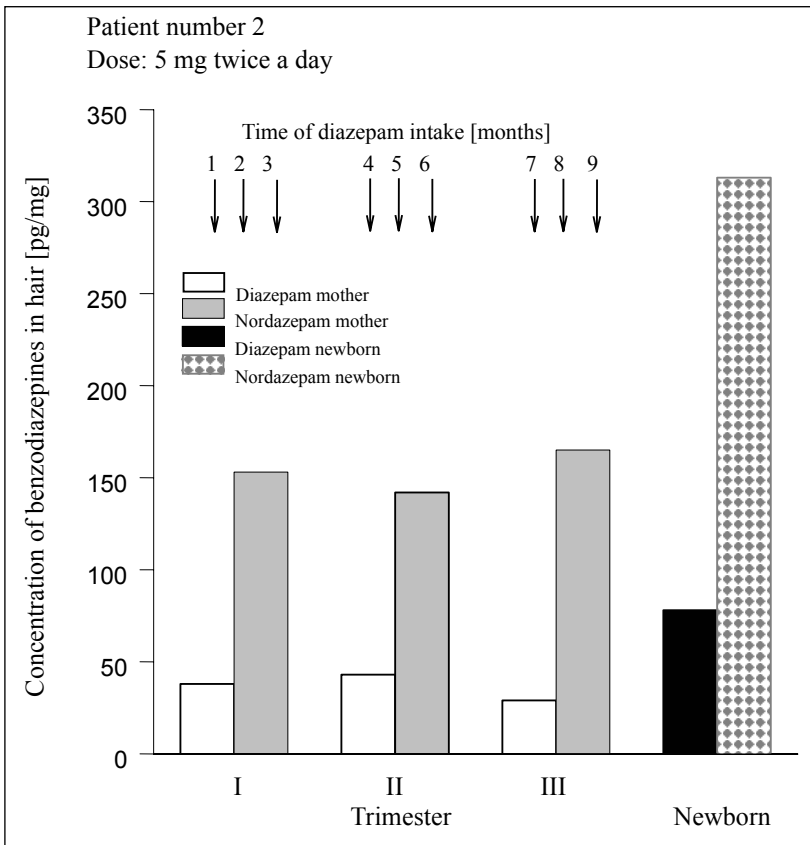 Patient number 2
Dose: 5 mg twice a day
Concentration of benzodiazepines in hair [pg/mg]
350
300
250
200
150
100
50
0
Time of diazepam intake [months]
1 2 3 4 5 6 7 8 9
Diazepam mother
Nordazepam mother
Diazepam newborn
Nordazepam newborn
I II III
Trimester Newborn